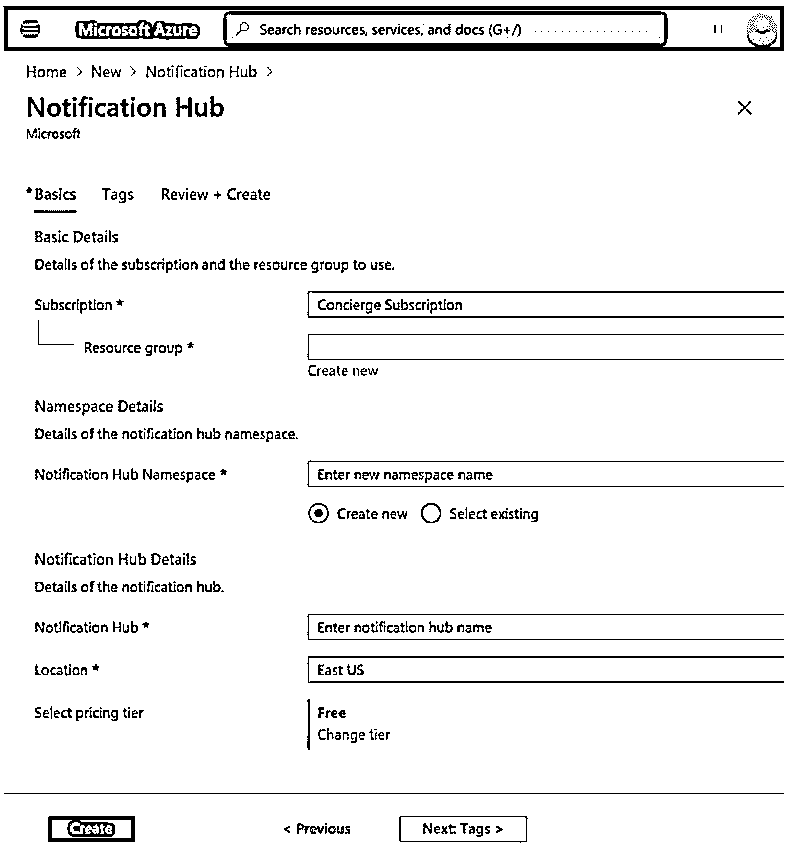 Microsoft Azure
Search resources, services, and docs (G+/)
Home > New > Notification Hub >
Notification Hub
Microsoft
*Basics Tags Review + Create
Basic Details
Details of the subscription and the resource group to use.
Subscription * Concierge Subscription
Resource group *
Create new
Namespace Details
Details of the notification hub namespace.
Notification Hub Namespace * Enter new namespace name
Create new Select existing
Notification Hub Details
Details of the notification hub.
Notification Hub * Enter notification hub name
Location * East US
Select pricing tier Free
Change tier
Create < Previous Next: Tags >